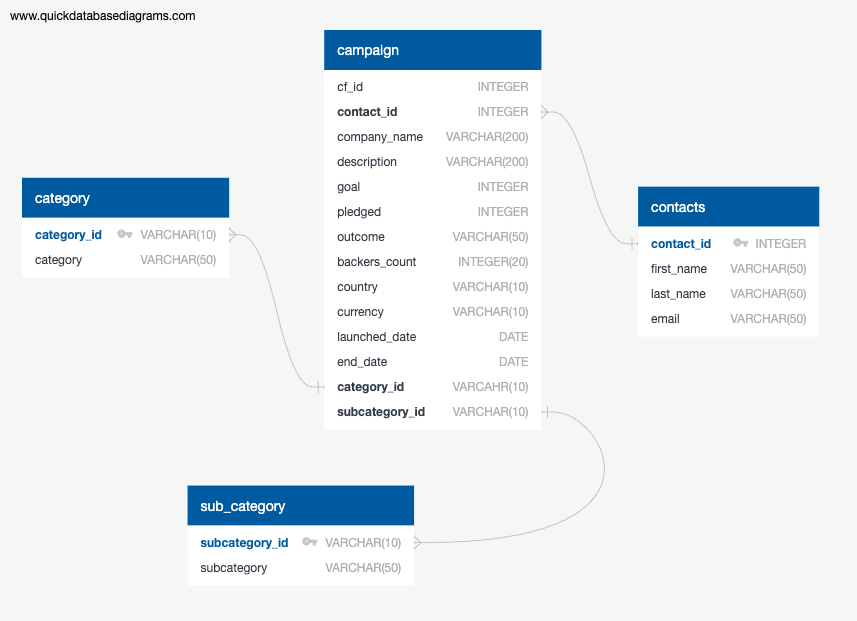 www.quickdatabasediagrams.com
campaign
cf_id INTEGER
contact_id INTEGER
company_name VARCHAR(200)
description VARCHAR(200)
goal INTEGER
pledged INTEGER
outcome VARCHAR(50)
backers_count INTEGER(20)
country VARCHAR(10)
currency VARCHAR(10)
launched_date DATE
end_date DATE
category_id VARCAHR(10)
subcategory_id VARCHAR(10)
category
category_id VARCHAR(10)
category VARCHAR(50)
contacts
contact_id INTEGER
first_name VARCHAR(50)
last_name VARCHAR(50)
email VARCHAR(50)
sub_category
subcategory_id VARCHAR(10)
subcategory VARCHAR(50)